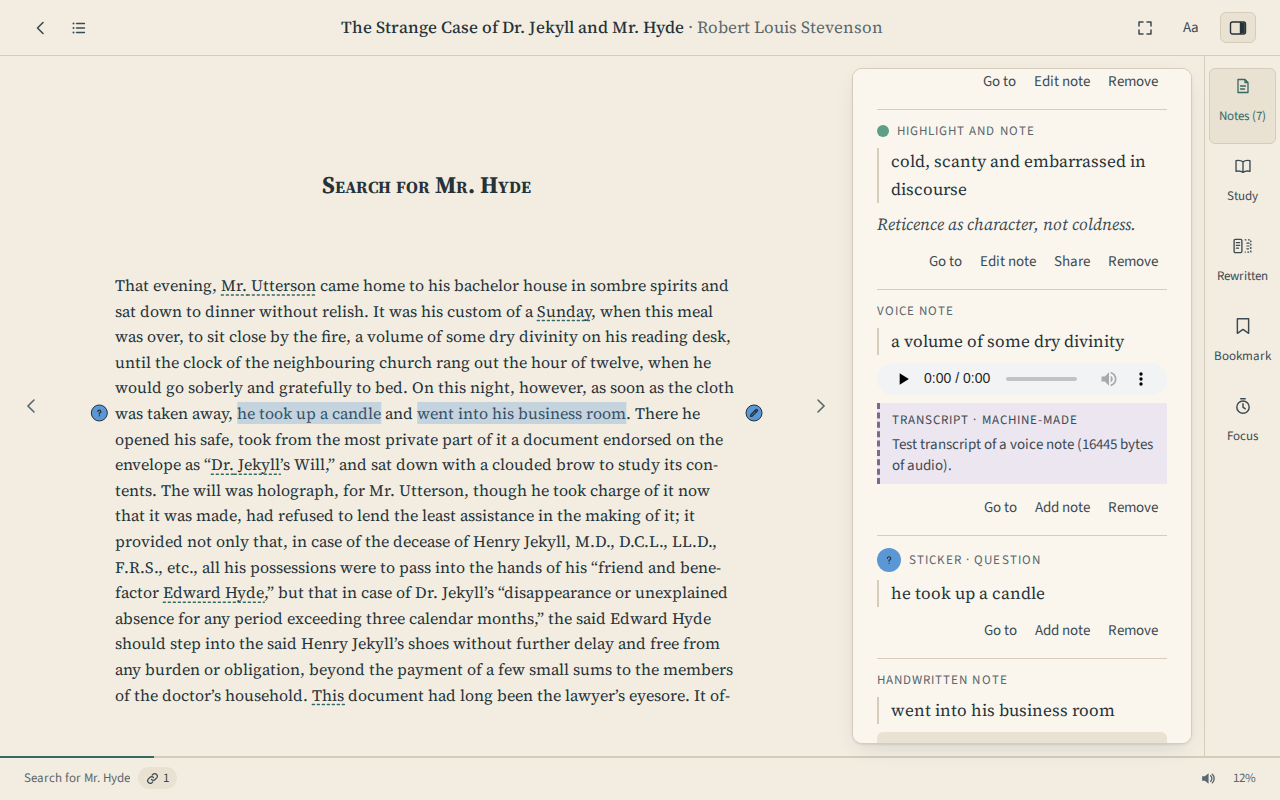 The Strange Case of Dr. Jekyll and Mr. Hyde · Robert Louis Stevenson
Aa
Search for Mr. Hyde
That evening, Mr. Utterson came home to his bachelor house in sombre spirits and
sat down to dinner without relish. It was his custom of a Sunday, when this meal
was over, to sit close by the fire, a volume of some dry divinity on his reading desk,
until the clock of the neighbouring church rang out the hour of twelve, when he
would go soberly and gratefully to bed. On this night, however, as soon as the cloth
? was taken away, he took up a candle and went into his business room. There he
opened his safe, took from the most private part of it a document endorsed on the
envelope as “Dr. Jekyll’s Will,” and sat down with a clouded brow to study its con-
tents. The will was holograph, for Mr. Utterson, though he took charge of it now
that it was made, had refused to lend the least assistance in the making of it; it
provided not only that, in case of the decease of Henry Jekyll, M.D., D.C.L., LL.D.,
F.R.S., etc., all his possessions were to pass into the hands of his “friend and bene-
factor Edward Hyde,” but that in case of Dr. Jekyll’s “disappearance or unexplained
absence for any period exceeding three calendar months,” the said Edward Hyde
should step into the said Henry Jekyll’s shoes without further delay and free from
any burden or obligation, beyond the payment of a few small sums to the members
of the doctor’s household. This document had long been the lawyer’s eyesore. It of-
Go to Edit note Remove
HIGHLIGHT AND NOTE
cold, scanty and embarrassed in
discourse
Reticence as character, not coldness.
Go to Edit note Share Remove
VOICE NOTE
a volume of some dry divinity
0:00 / 0:00
TRANSCRIPT · MACHINE-MADE
Test transcript of a voice note (16445 bytes
of audio).
Go to Add note Remove
? STICKER · QUESTION
he took up a candle
Go to Add note Remove
HANDWRITTEN NOTE
went into his business room
Notes (7)
Study
Rewritten
Bookmark
Focus
Search for Mr. Hyde 1
12%